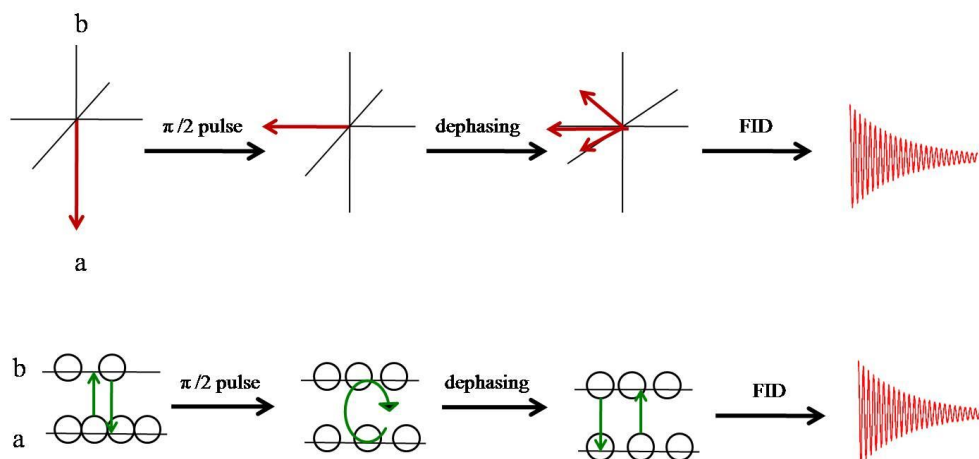 b
π/2 pulse
dephasing
FID
a
b
π/2 pulse
dephasing
FID
a